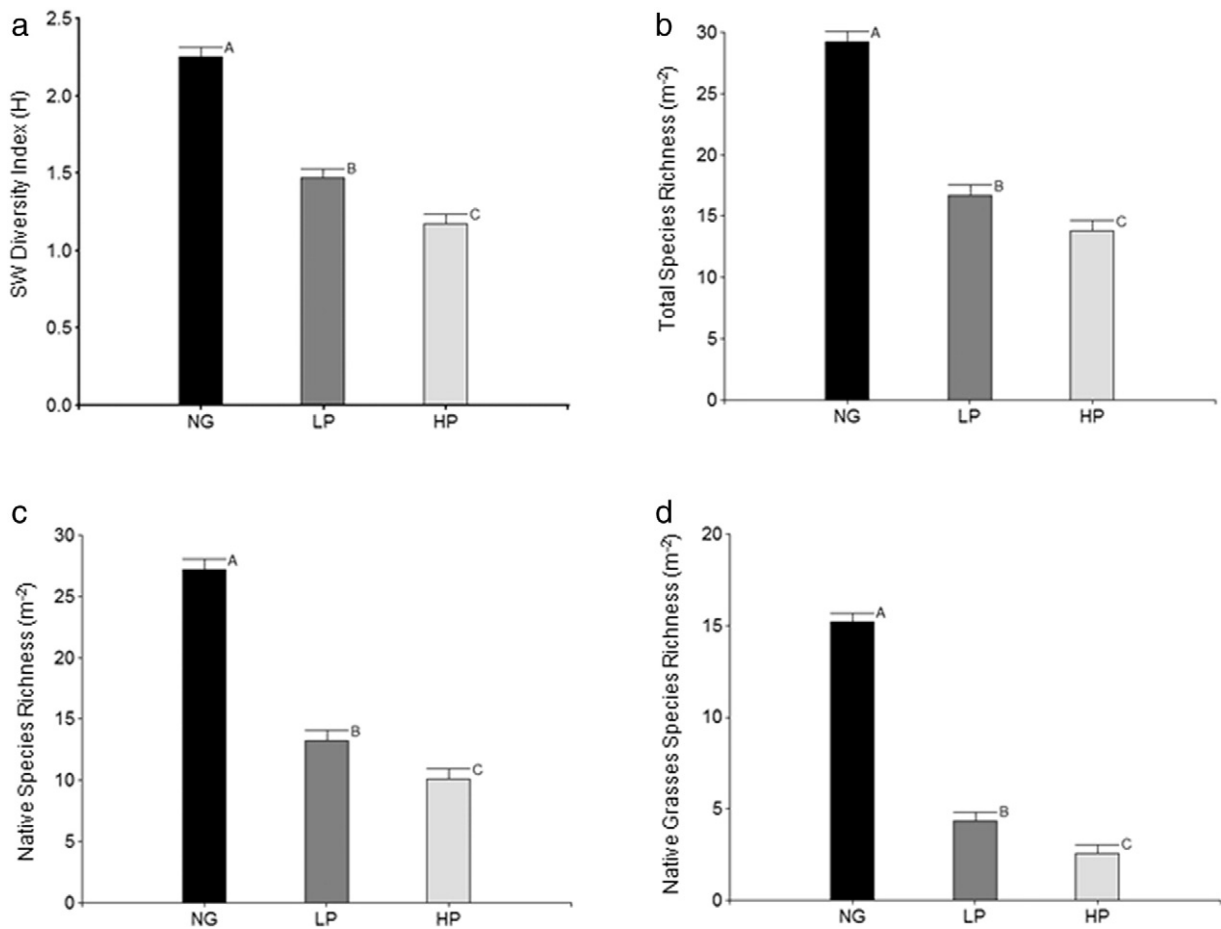 a
SW Diversity Index (H)
2.5
2.0
1.5
1.0
0.5
0.0
A
B
C
NG LP HP
b
Total Species Richness (m-2)
30
25
20
15
10
5
0
A
B
C
NG LP HP
c
Native Species Richness (m-2)
30
25
20
15
10
5
0
A
B
C
NG LP HP
d
Native Grasses Species Richness (m-2)
20
15
10
5
0
A
B
C
NG LP HP